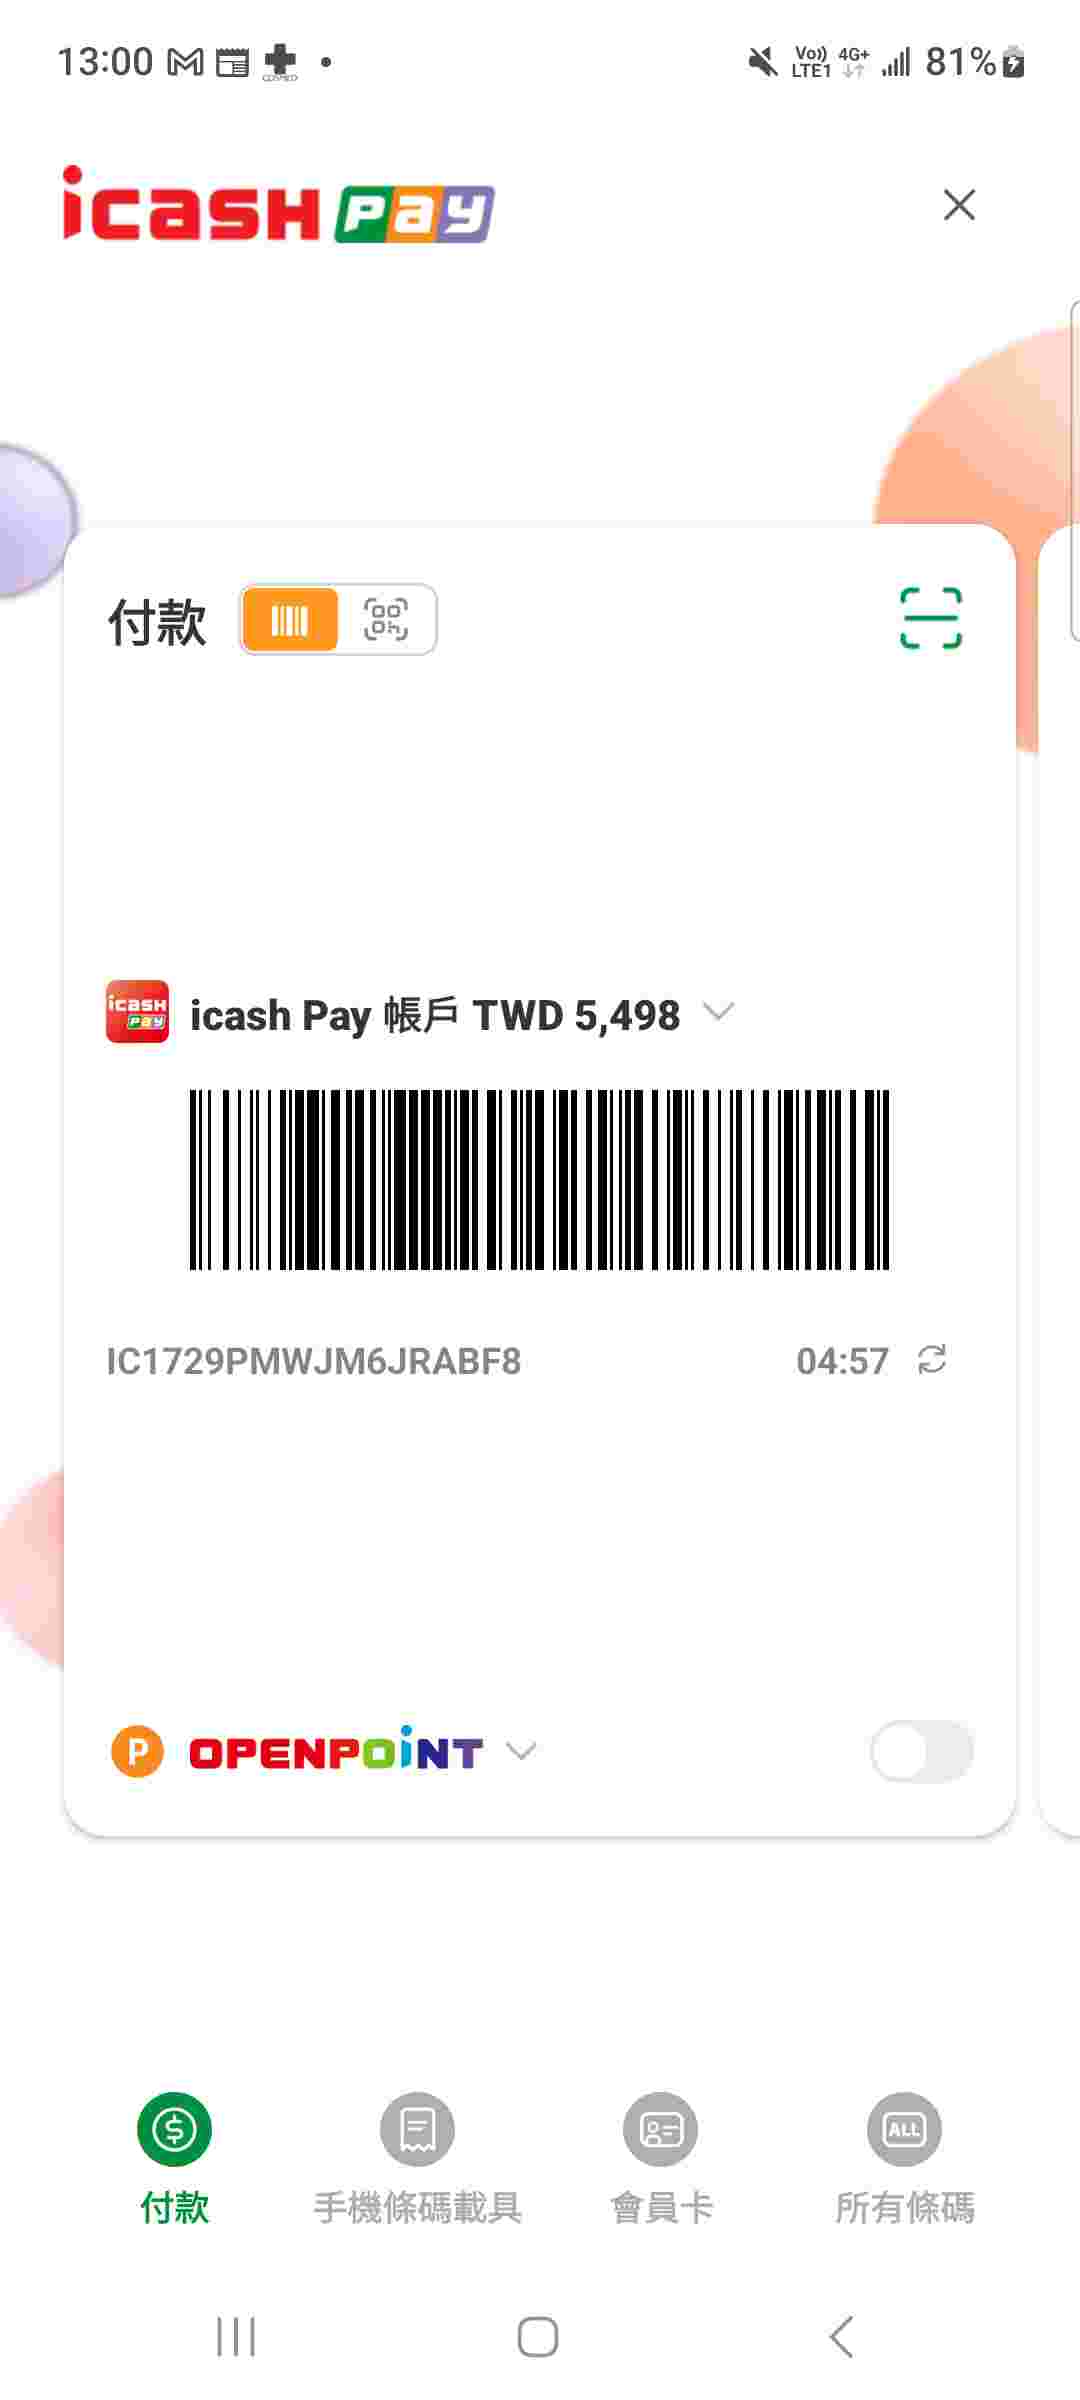 13:00
Vo)) LTE1 4G+ 81%
icash Pay
付款
icash Pay 帳戶 TWD 5,498
IC1729PMWJM6JRABF8 04:57
P OPENPOINT
付款 手機條碼載具 會員卡 ALL 所有條碼